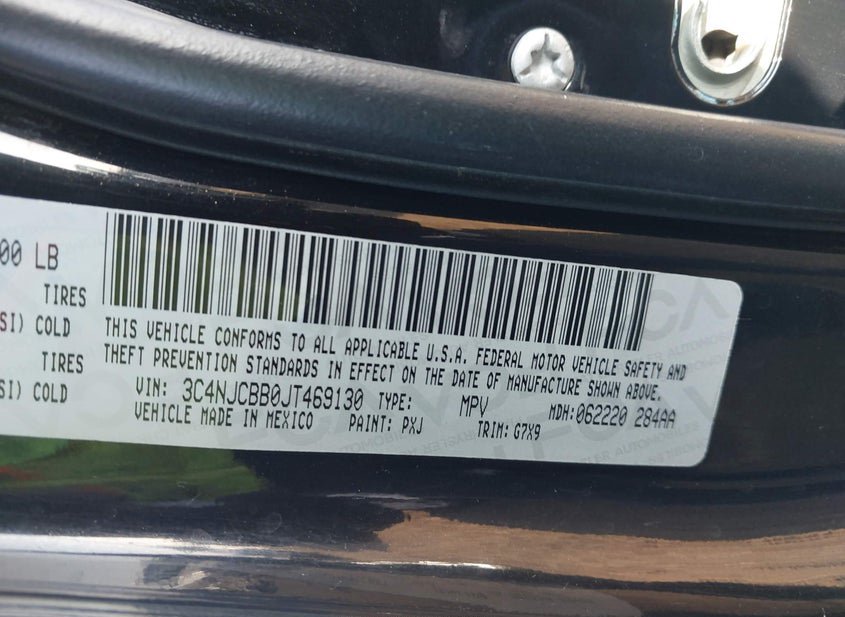 00 LB
TIRES
SI) COLD
TIRES
SI) COLD
THIS VEHICLE CONFORMS TO ALL APPLICABLE U.S.A. FEDERAL MOTOR VEHICLE SAFETY AND
THEFT PREVENTION STANDARDS IN EFFECT ON THE DATE OF MANUFACTURE SHOWN ABOVE.
VIN: 3C4NJCBB0JT469130 TYPE: MPV MDH: 062220 284AA
VEHICLE MADE IN MEXICO PAINT: PXJ TRIM: G7X9